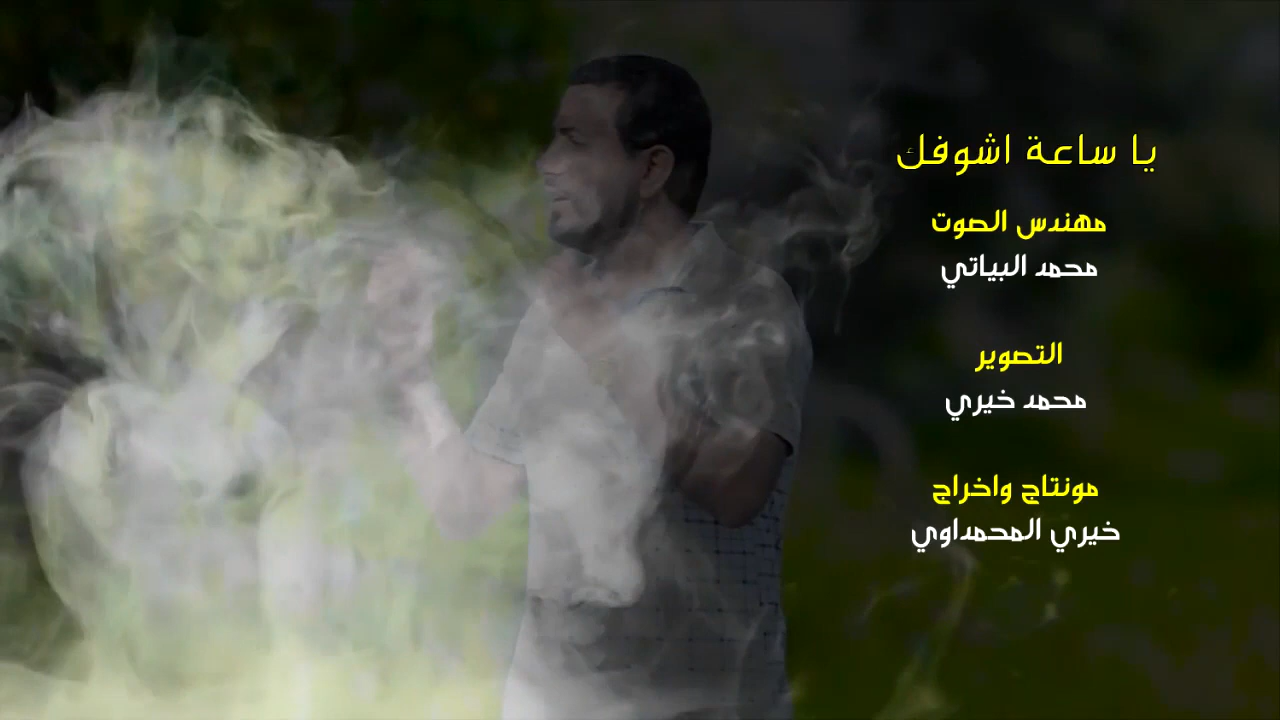 يا ساعة اشوفك
مهندس الصوت
محمد البياتي
التصوير
محمد خيري
مونتاج واخراج
خيري المحمداوي